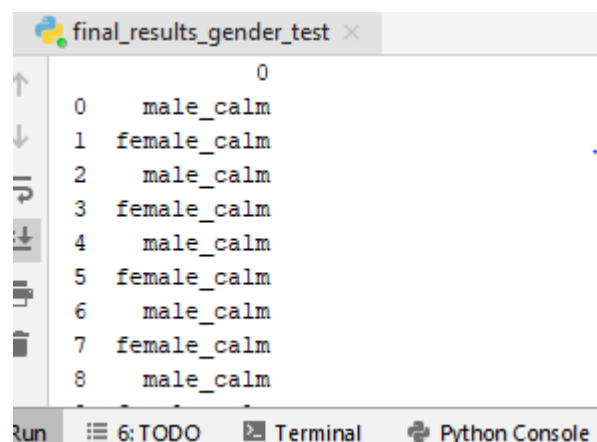 final_results_gender_test
0
0 male_calm
1 female_calm
2 male_calm
3 female_calm
4 male_calm
5 female_calm
6 male_calm
7 female_calm
8 male_calm
Run 6: TODO Terminal Python Console